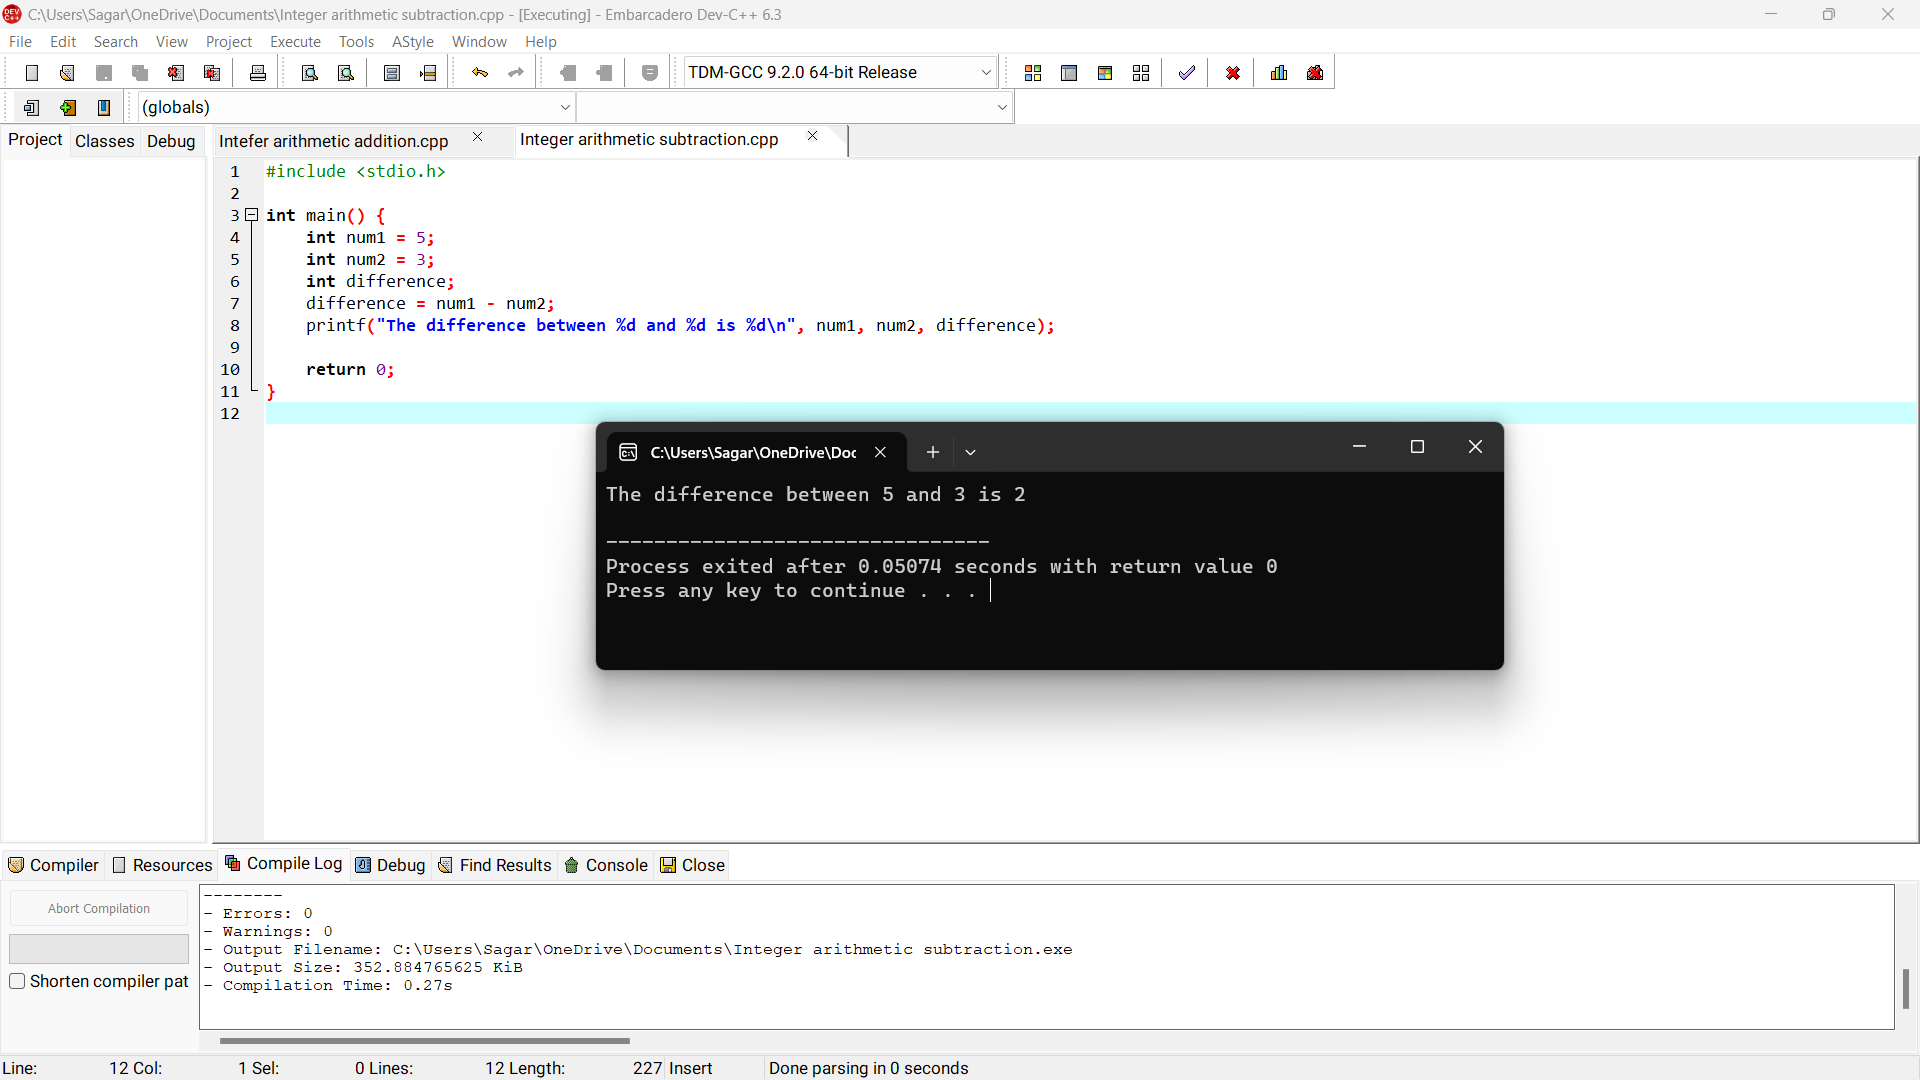 C:\Users\Sagar\OneDrive\Documents\Integer arithmetic subtraction.cpp - [Executing] - Embarcadero Dev-C++ 6.3
File Edit Search View Project Execute Tools AStyle Window Help
TDM-GCC 9.2.0 64-bit Release
(globals)
Project Classes Debug
Intefer arithmetic addition.cpp Integer arithmetic subtraction.cpp
1 #include <stdio.h>
2
3 int main() {
4 int num1 = 5;
5 int num2 = 3;
6 int difference;
7 difference = num1 - num2;
8 printf("The difference between %d and %d is %d\n", num1, num2, difference);
9
10 return 0;
11 }
12
C:\Users\Sagar\OneDrive\Doc
The difference between 5 and 3 is 2
--------------------------------
Process exited after 0.05074 seconds with return value 0
Press any key to continue . . .
Compiler Resources Compile Log Debug Find Results Console Close
Abort Compilation
Shorten compiler pat
--------
- Errors: 0
- Warnings: 0
- Output Filename: C:\Users\Sagar\OneDrive\Documents\Integer arithmetic subtraction.exe
- Output Size: 352.884765625 KiB
- Compilation Time: 0.27s
Line: 12 Col: 1 Sel: 0 Lines: 12 Length: 227 Insert Done parsing in 0 seconds